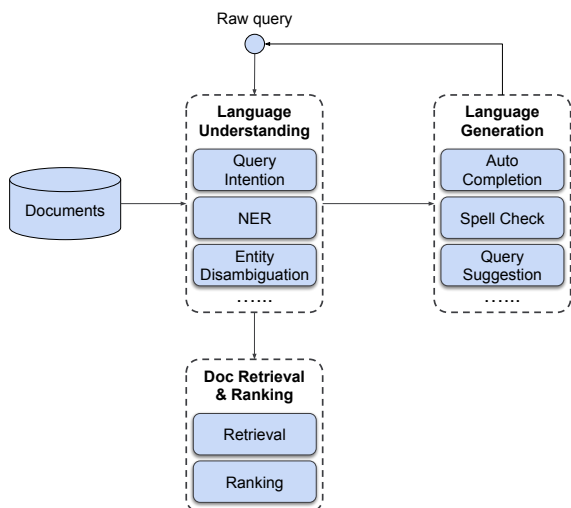 Raw query
Language
Understanding
Query
Intention
NER
Entity
Disambiguation
......
Documents
Language
Generation
Auto
Completion
Spell Check
Query
Suggestion
......
Doc Retrieval
& Ranking
Retrieval
Ranking